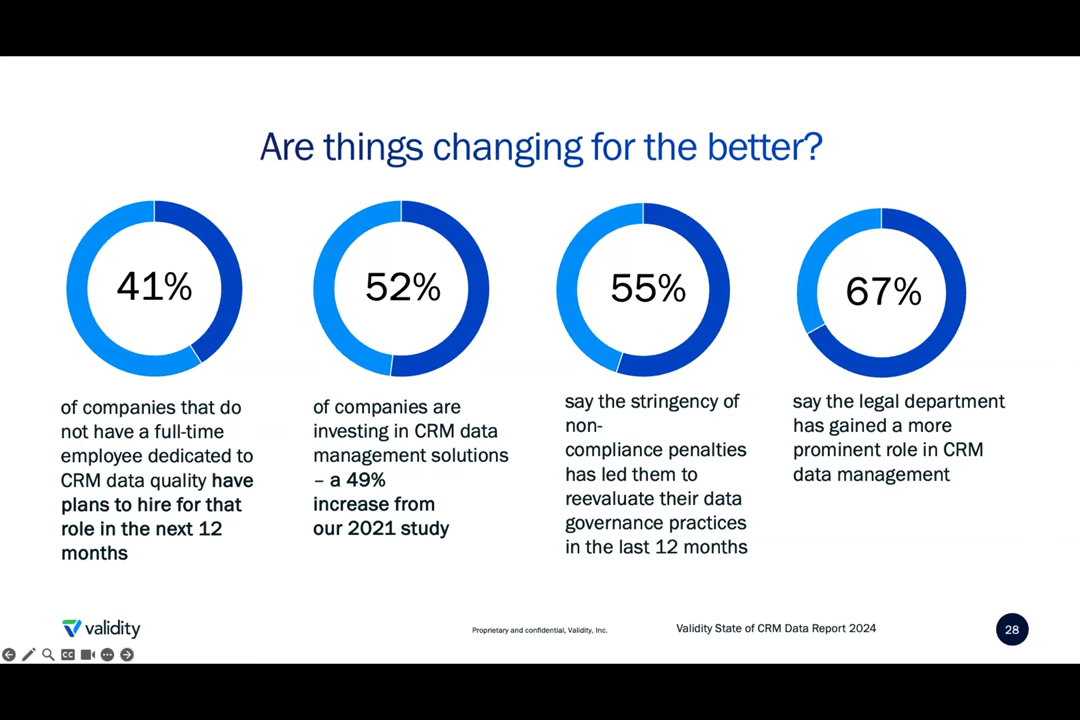 Are things changing for the better?
41%
of companies that do
not have a full-time
employee dedicated to
CRM data quality have
plans to hire for that
role in the next 12
months
52%
of companies are
investing in CRM data
management solutions
– a 49%
increase from
our 2021 study
55%
say the stringency of
non-
compliance penalties
has led them to
reevaluate their data
governance practices
in the last 12 months
67%
say the legal department
has gained a more
prominent role in CRM
data management
validity
Proprietary and confidential, Validity, Inc.
Validity State of CRM Data Report 2024
28
CC